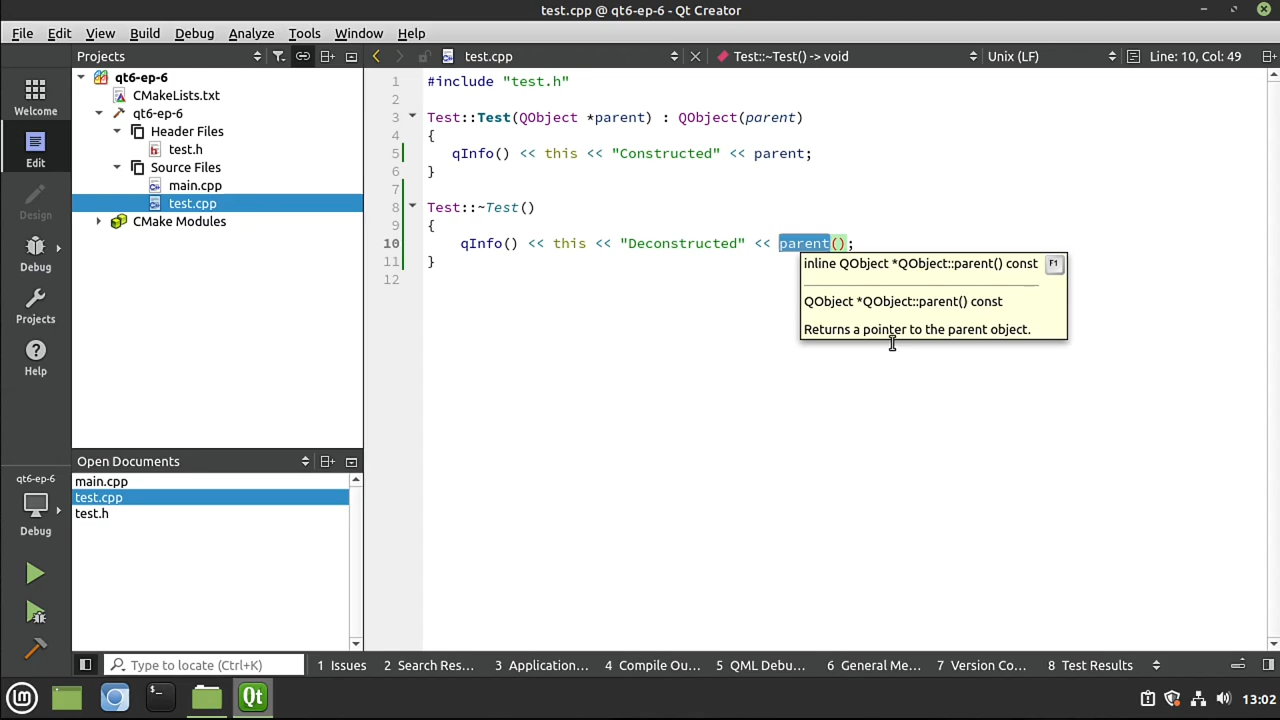 test.cpp @ qt6-ep-6 - Qt Creator
File Edit View Build Debug Analyze Tools Window Help
Projects
test.cpp
Test::~Test() -> void
Unix (LF)
Line: 10, Col: 49
Welcome
Edit
Design
Debug
Projects
Help
qt6-ep-6
Debug
qt6-ep-6
CMakeLists.txt
qt6-ep-6
Header Files
test.h
Source Files
main.cpp
test.cpp
CMake Modules
Open Documents
main.cpp
test.cpp
test.h
1 #include "test.h"
2
3 Test::Test(QObject *parent) : QObject(parent)
4 {
5 qInfo() << this << "Constructed" << parent;
6 }
7
8 Test::~Test()
9 {
10 qInfo() << this << "Deconstructed" << parent();
11 }
12
inline QObject *QObject::parent() const F1
QObject *QObject::parent() const
Returns a pointer to the parent object.
Type to locate (Ctrl+K) 1 Issues 2 Search Res... 3 Application... 4 Compile Ou... 5 QML Debu... 6 General Me... 7 Version Co... 8 Test Results
Qt
13:02